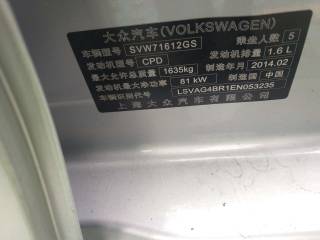 大众汽车(VOLKSWAGEN)
车辆型号 SVW71612GS 乘坐人数 5
发动机型号 CPD 发动机排量 1.6 L
最大允许总质量 1635kg 制造年月 2014.02
发动机最大净功率 81 kW 制造国 中国
车辆识别代号 LSVAG4BR1EN053235
上海大众汽车有限公司